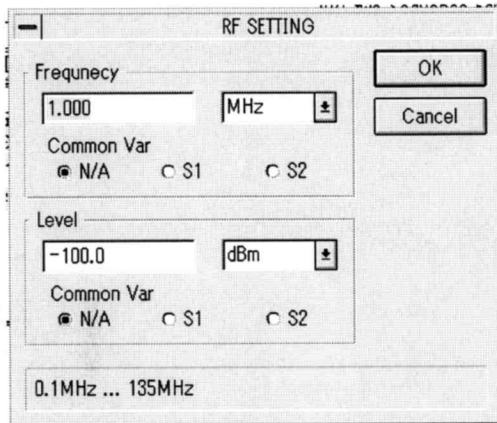 RF SETTING
Frequnecy
OK
1.000 MHz
Cancel
Common Var
N/A S1 S2
Level
-100.0 dBm
Common Var
N/A S1 S2
0.1MHz ... 135MHz